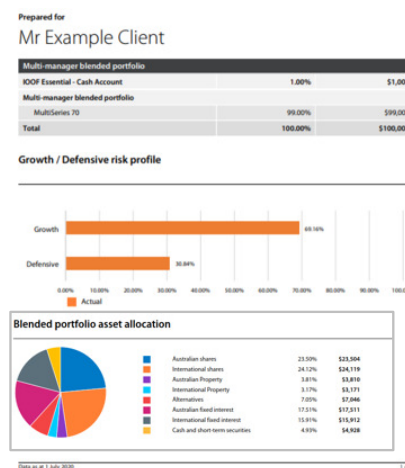 Prepared for
Mr Example Client
Multi-manager blended portfolio
IOOF Essential - Cash Account 1.00% $1,00
Multi-manager blended portfolio
MultiSeries 70 99.00% $99,00
Total 100.00% $100,00
Growth / Defensive risk profile
Growth 69.16%
Defensive 30.84%
0.00% 10.00% 20.00% 30.00% 40.00% 50.00% 60.00% 70.00% 80.00% 90.00% 100.0
Actual
Blended portfolio asset allocation
Australian shares 23.50% $23,504
International shares 24.12% $24,119
Australian Property 3.81% $3,810
International Property 3.17% $3,171
Alternatives 7.05% $7,046
Australian fixed interest 17.51% $17,511
International fixed interest 15.91% $15,912
Cash and short-term securities 4.93% $4,928
Data as at 1 July 2020